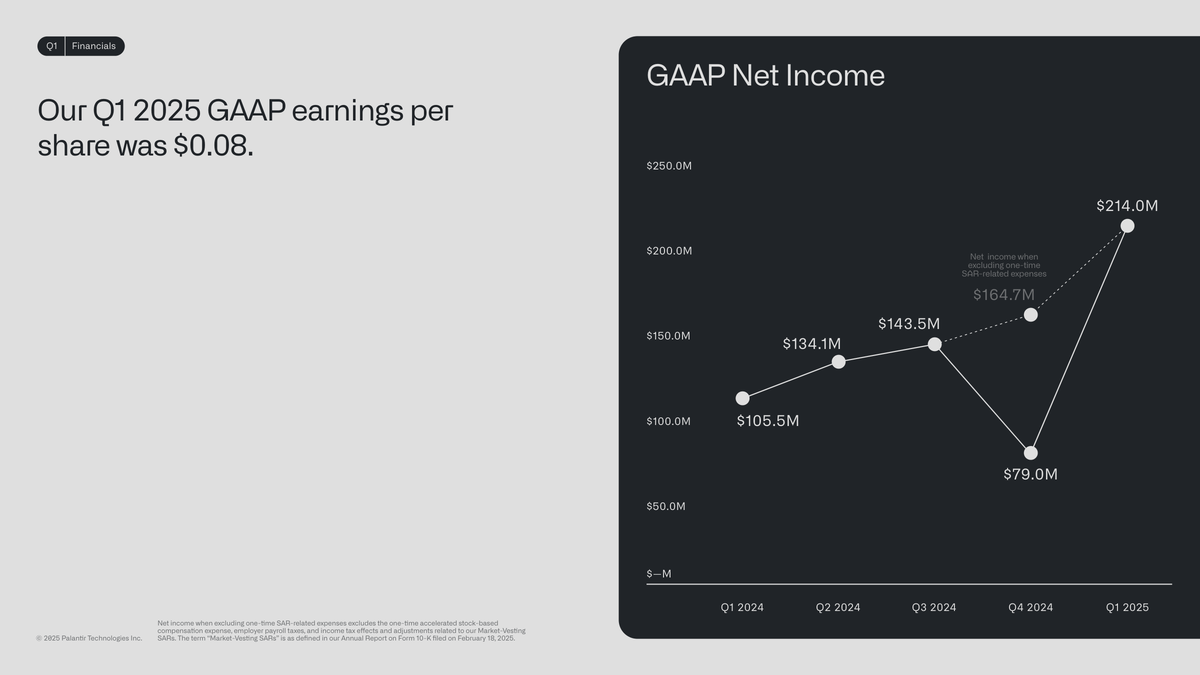 Q1 | Financials
Our Q1 2025 GAAP earnings per
share was $0.08.
GAAP Net Income
$250.0M
$200.0M
$150.0M
$100.0M
$50.0M
$—M
$105.5M
$134.1M
$143.5M
Net income when
excluding one-time
SAR-related expenses
$164.7M
$79.0M
$214.0M
Q1 2024
Q2 2024
Q3 2024
Q4 2024
Q1 2025
© 2025 Palantir Technologies Inc.
Net income when excluding one-time SAR-related expenses excludes the one-time accelerated stock-based
compensation expense, employer payroll taxes, and income tax effects and adjustments related to our Market-Vesting
SARs. The term “Market-Vesting SARs” is as defined in our Annual Report on Form 10-K filed on February 18, 2025.